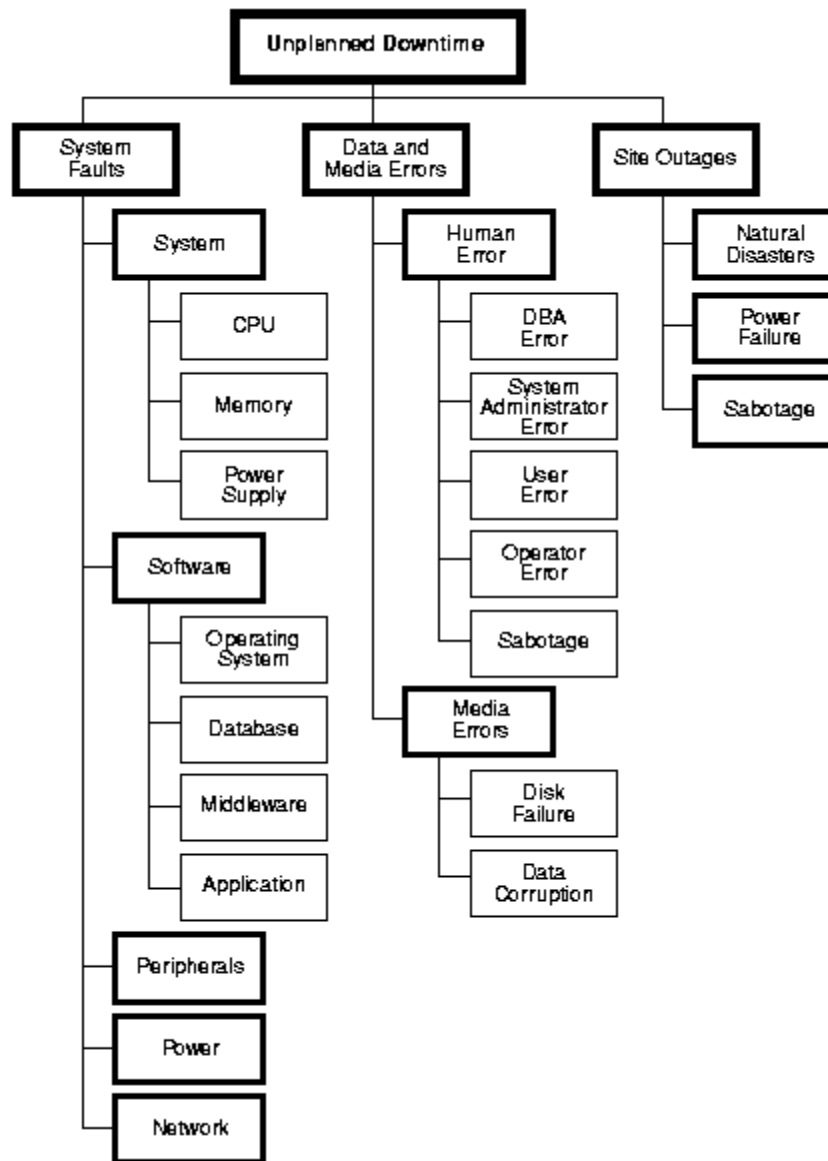 Unplanned Downtime
System
Faults
System
CPU
Memory
Power
Supply
Software
Operating
System
Database
Middleware
Application
Peripherals
Power
Network
Data and
Media Errors
Human
Error
DBA
Error
System
Administrator
Error
User
Error
Operator
Error
Sabotage
Media
Errors
Disk
Failure
Data
Corruption
Site Outages
Natural
Disasters
Power
Failure
Sabotage